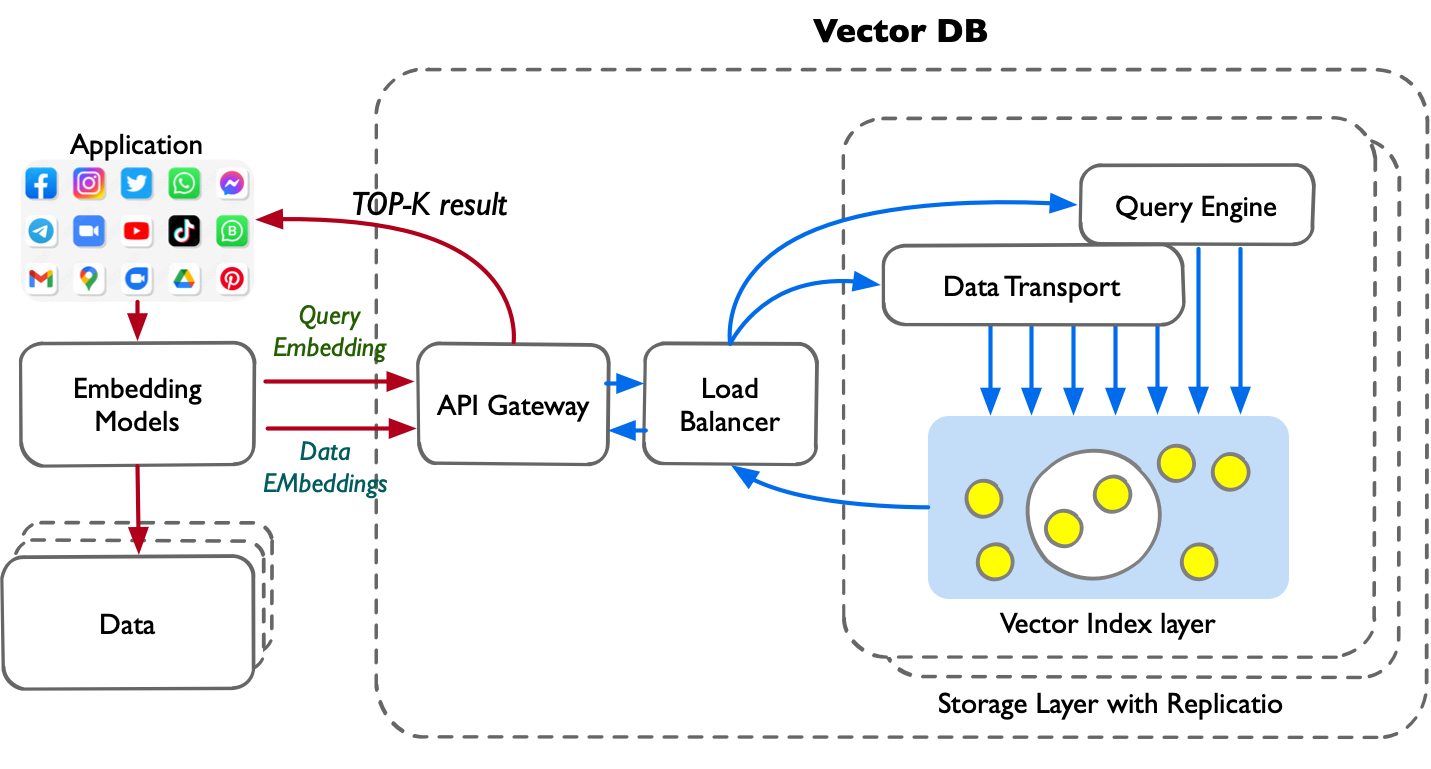 Vector DB
Application
TOP-K result
Query Engine
Data Transport
Query
Embedding
Embedding
Models
API Gateway
Load
Balancer
Data
EMbeddings
Data
Vector Index layer
Storage Layer with Replicatio